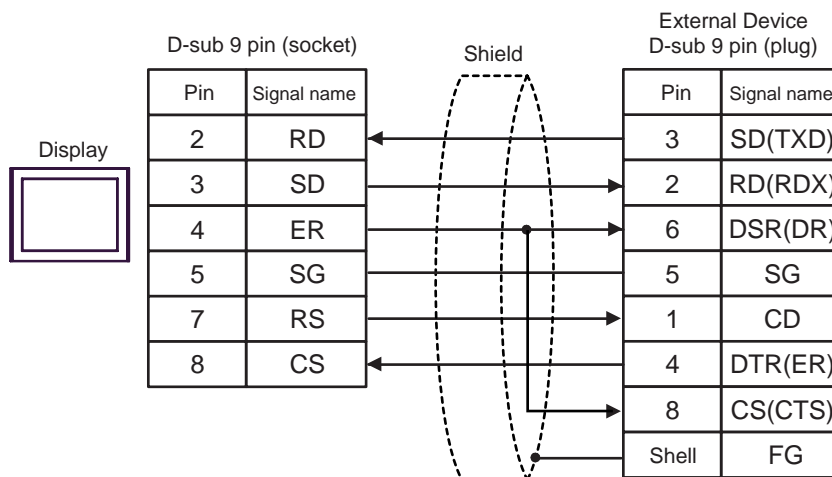 External Device
D-sub 9 pin (socket)
Shield
D-sub 9 pin (plug)
Display
Pin Signal name
2 RD
3 SD
4 ER
5 SG
7 RS
8 CS
Pin Signal name
3 SD(TXD)
2 RD(RDX)
6 DSR(DR)
5 SG
1 CD
4 DTR(ER)
8 CS(CTS)
Shell FG